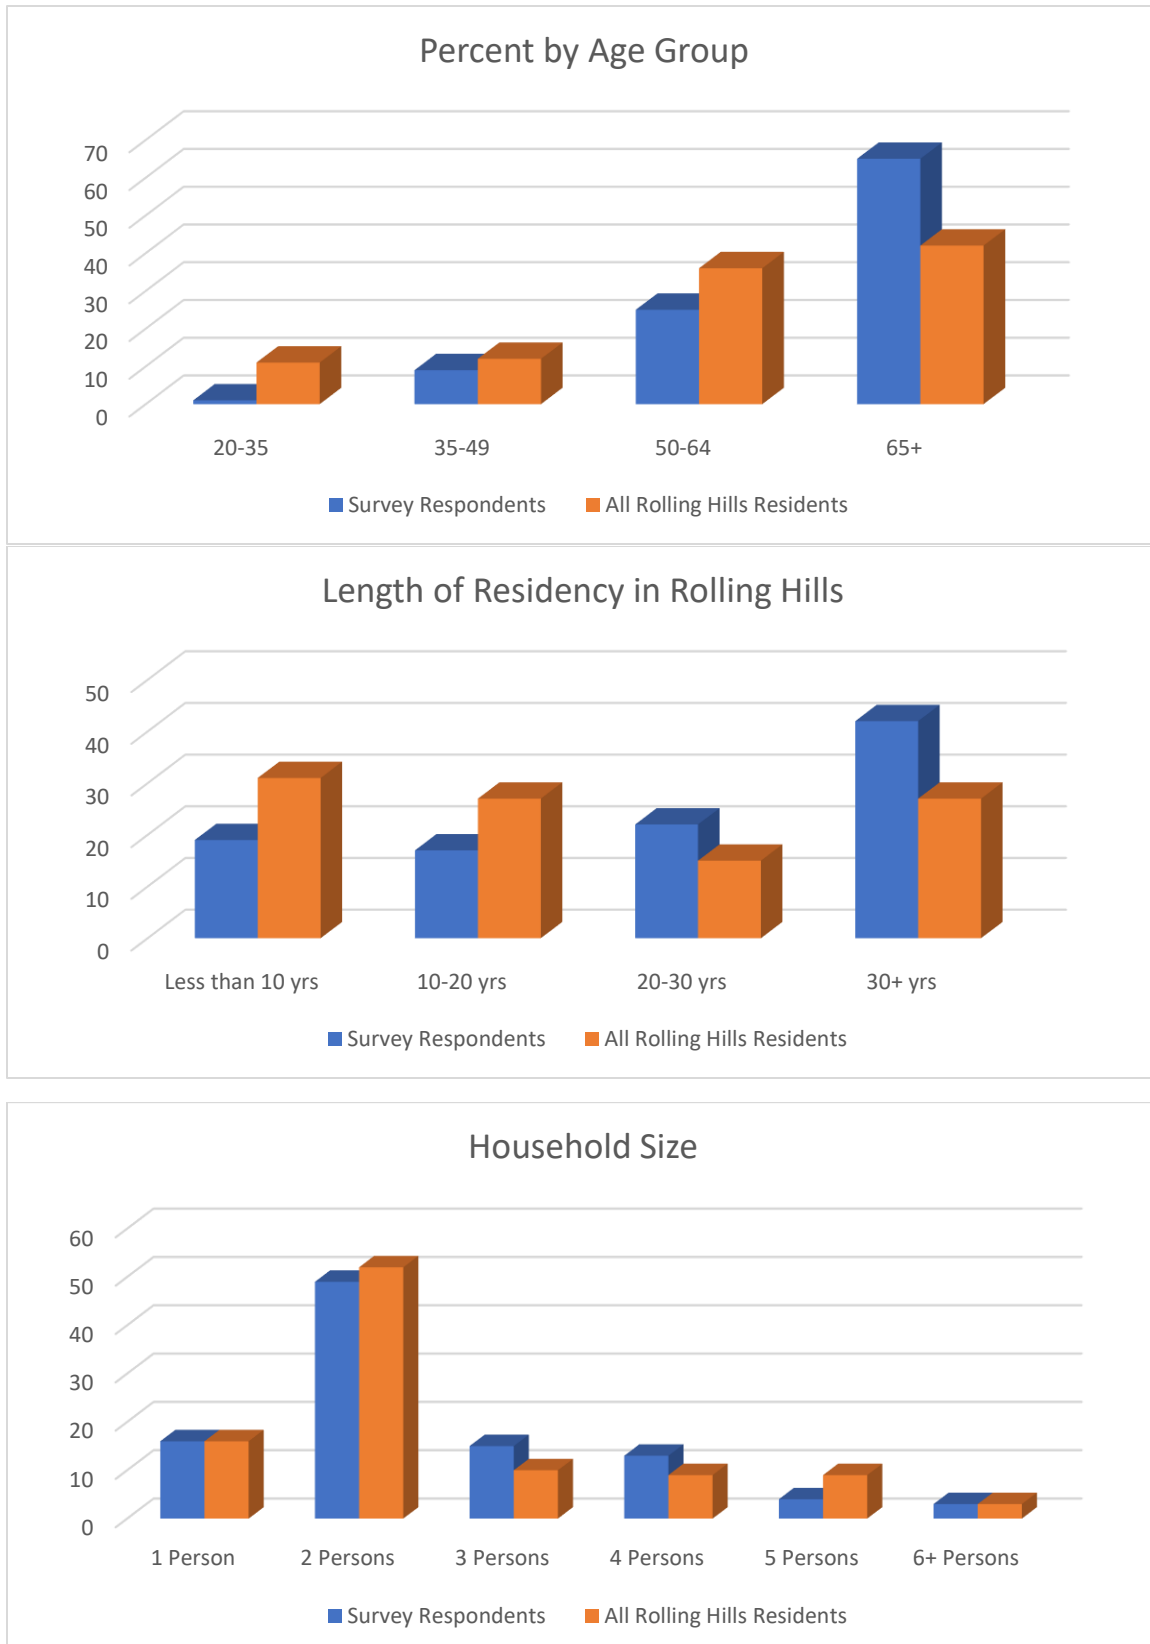 Percent by Age Group
70
60
50
40
30
20
10
0
20-35 35-49 50-64 65+
Survey Respondents All Rolling Hills Residents
Length of Residency in Rolling Hills
50
40
30
20
10
0
Less than 10 yrs 10-20 yrs 20-30 yrs 30+ yrs
Survey Respondents All Rolling Hills Residents
Household Size
60
50
40
30
20
10
0
1 Person 2 Persons 3 Persons 4 Persons 5 Persons 6+ Persons
Survey Respondents All Rolling Hills Residents